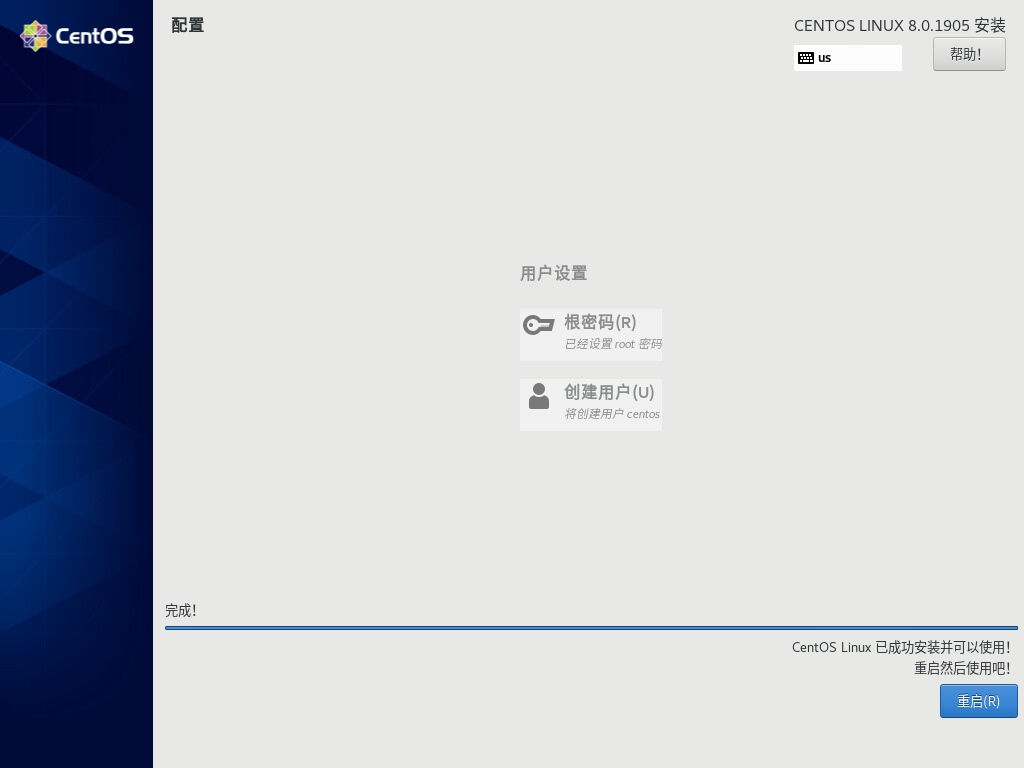 CentOS
配置
CENTOS LINUX 8.0.1905 安装
us
帮助！
用户设置
根密码(R)
已经设置 root 密码
创建用户(U)
将创建用户 centos
完成！
CentOS Linux 已成功安装并可以使用！
重启然后使用吧！
重启(R)